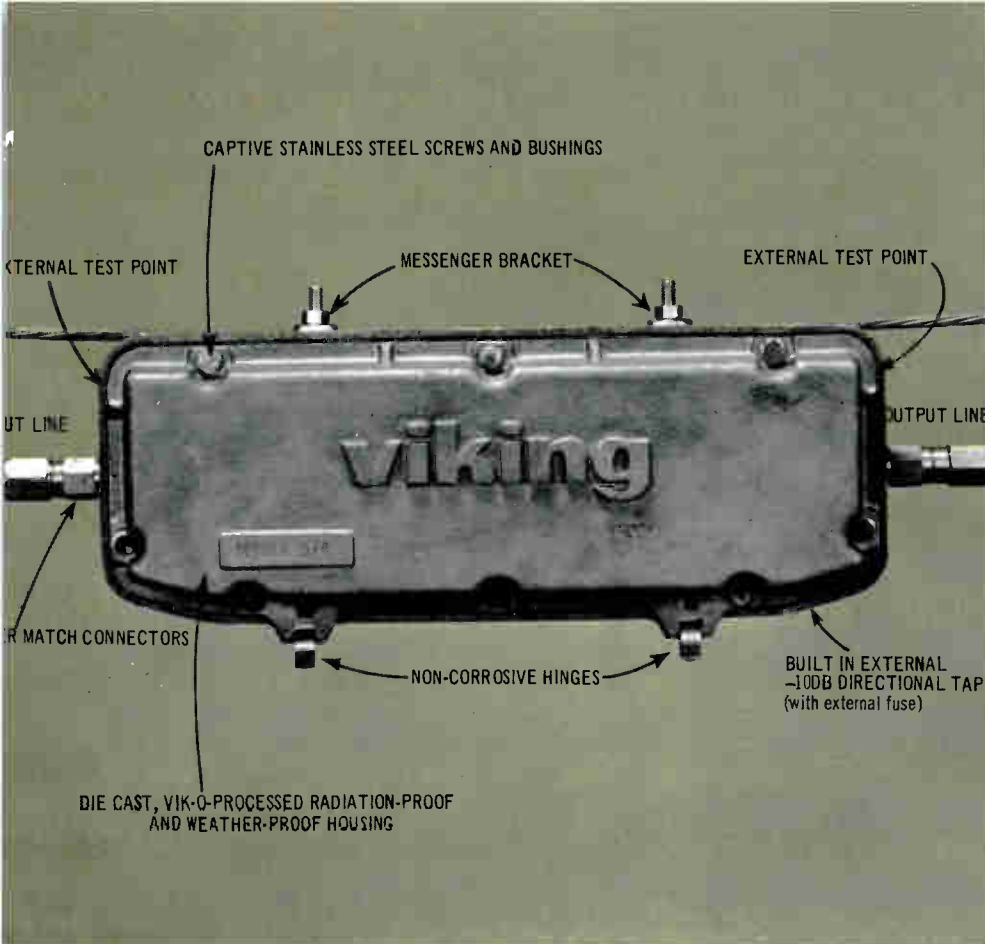 CAPTIVE STAINLESS STEEL SCREWS AND BUSHINGS
XTERNAL TEST POINT
MESSENGER BRACKET
EXTERNAL TEST POINT
UT LINE
OUTPUT LINE
viking
R MATCH CONNECTORS
NON-CORROSIVE HINGES
BUILT IN EXTERNAL
-10DB DIRECTIONAL TAP
(with external fuse)
DIE CAST, VIK-O-PROCESSED RADIATION-PROOF
AND WEATHER-PROOF HOUSING